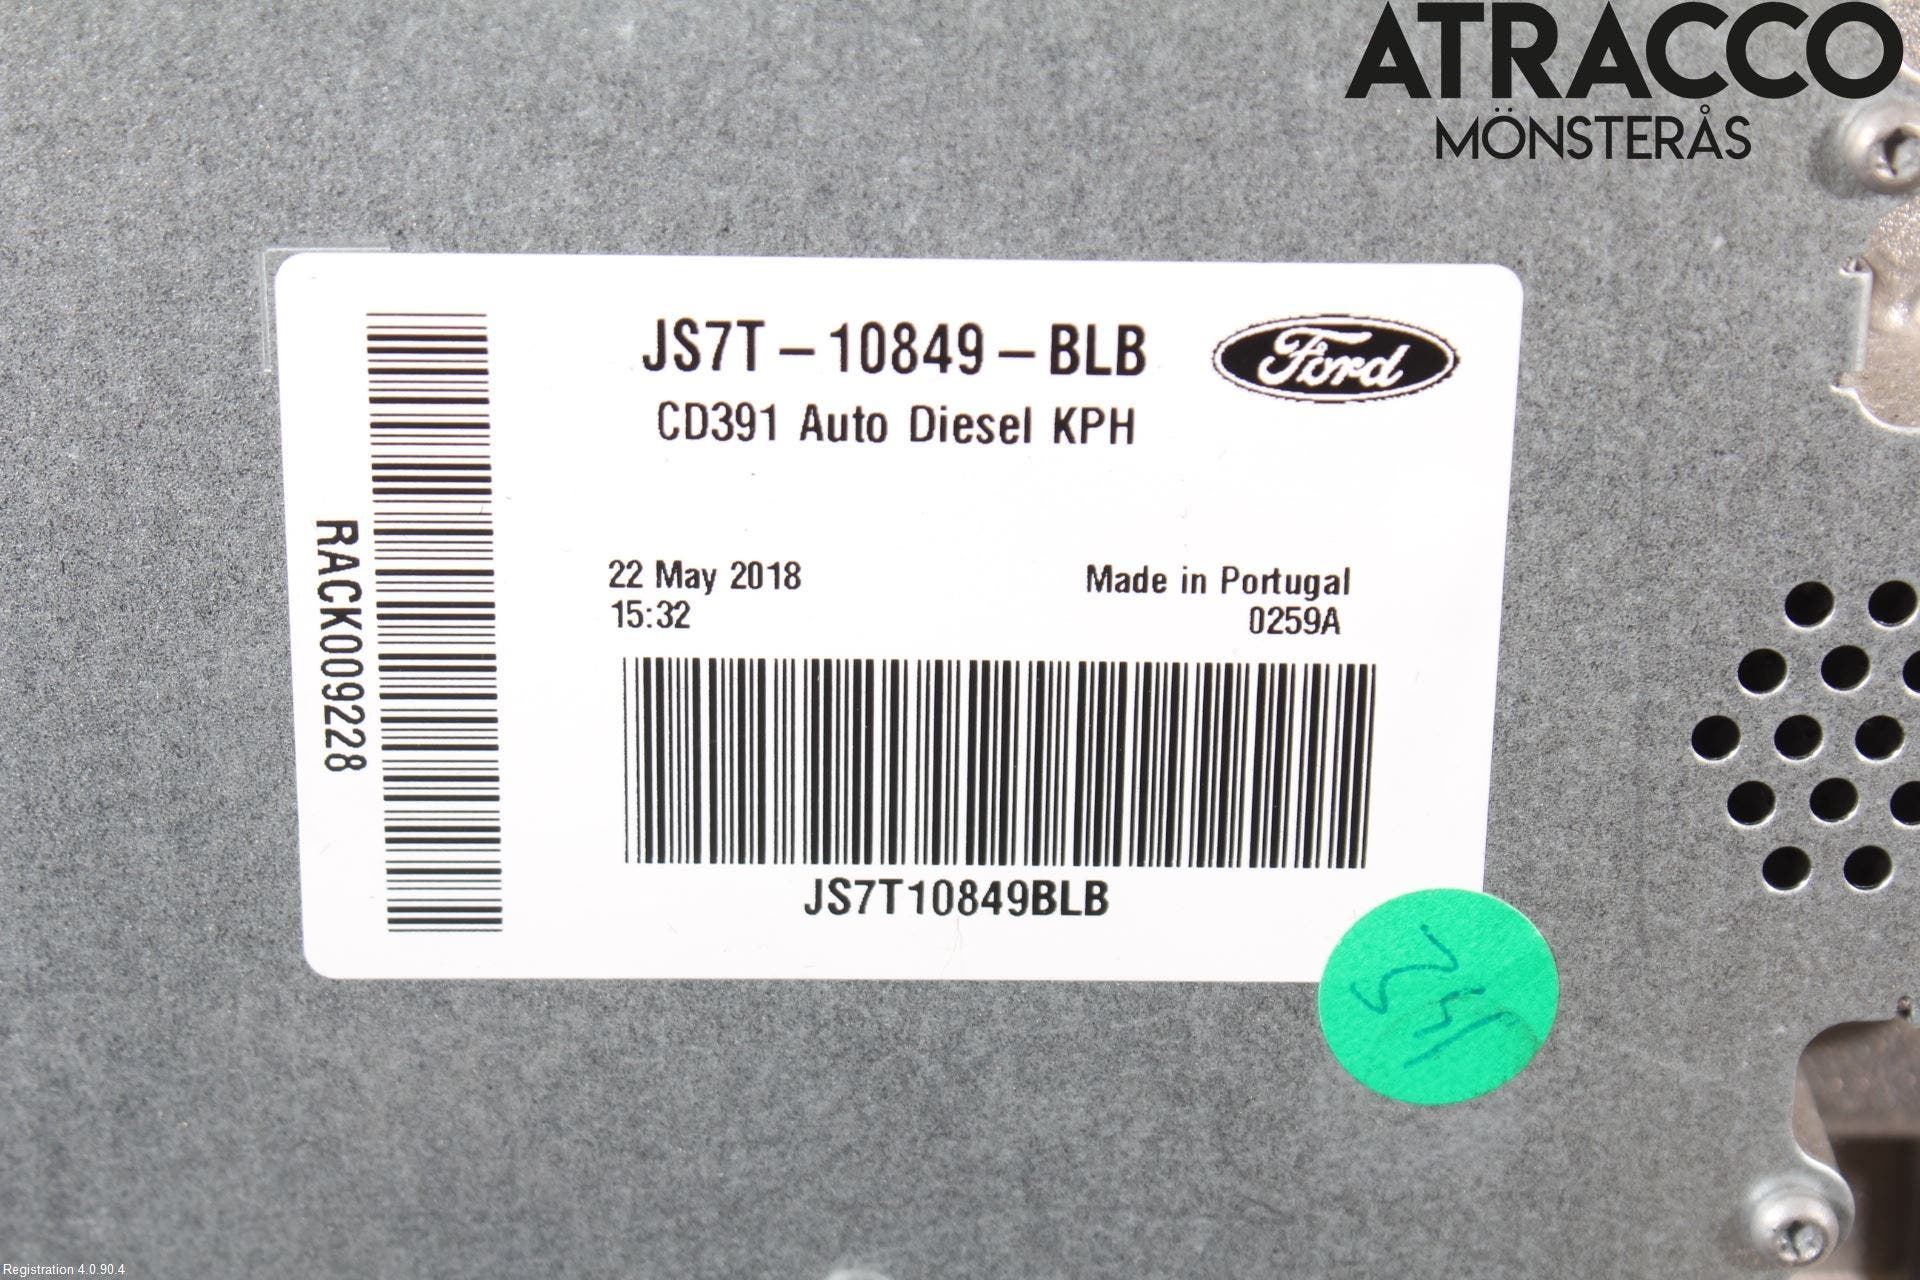 ATRACCO
MÖNSTERÅS
JS7T-10849-BLB
Ford
CD391 Auto Diesel KPH
22 May 2018
15:32
Made in Portugal
0259A
RACK009228
JS7T10849BLB
Registration 4.0.90.4